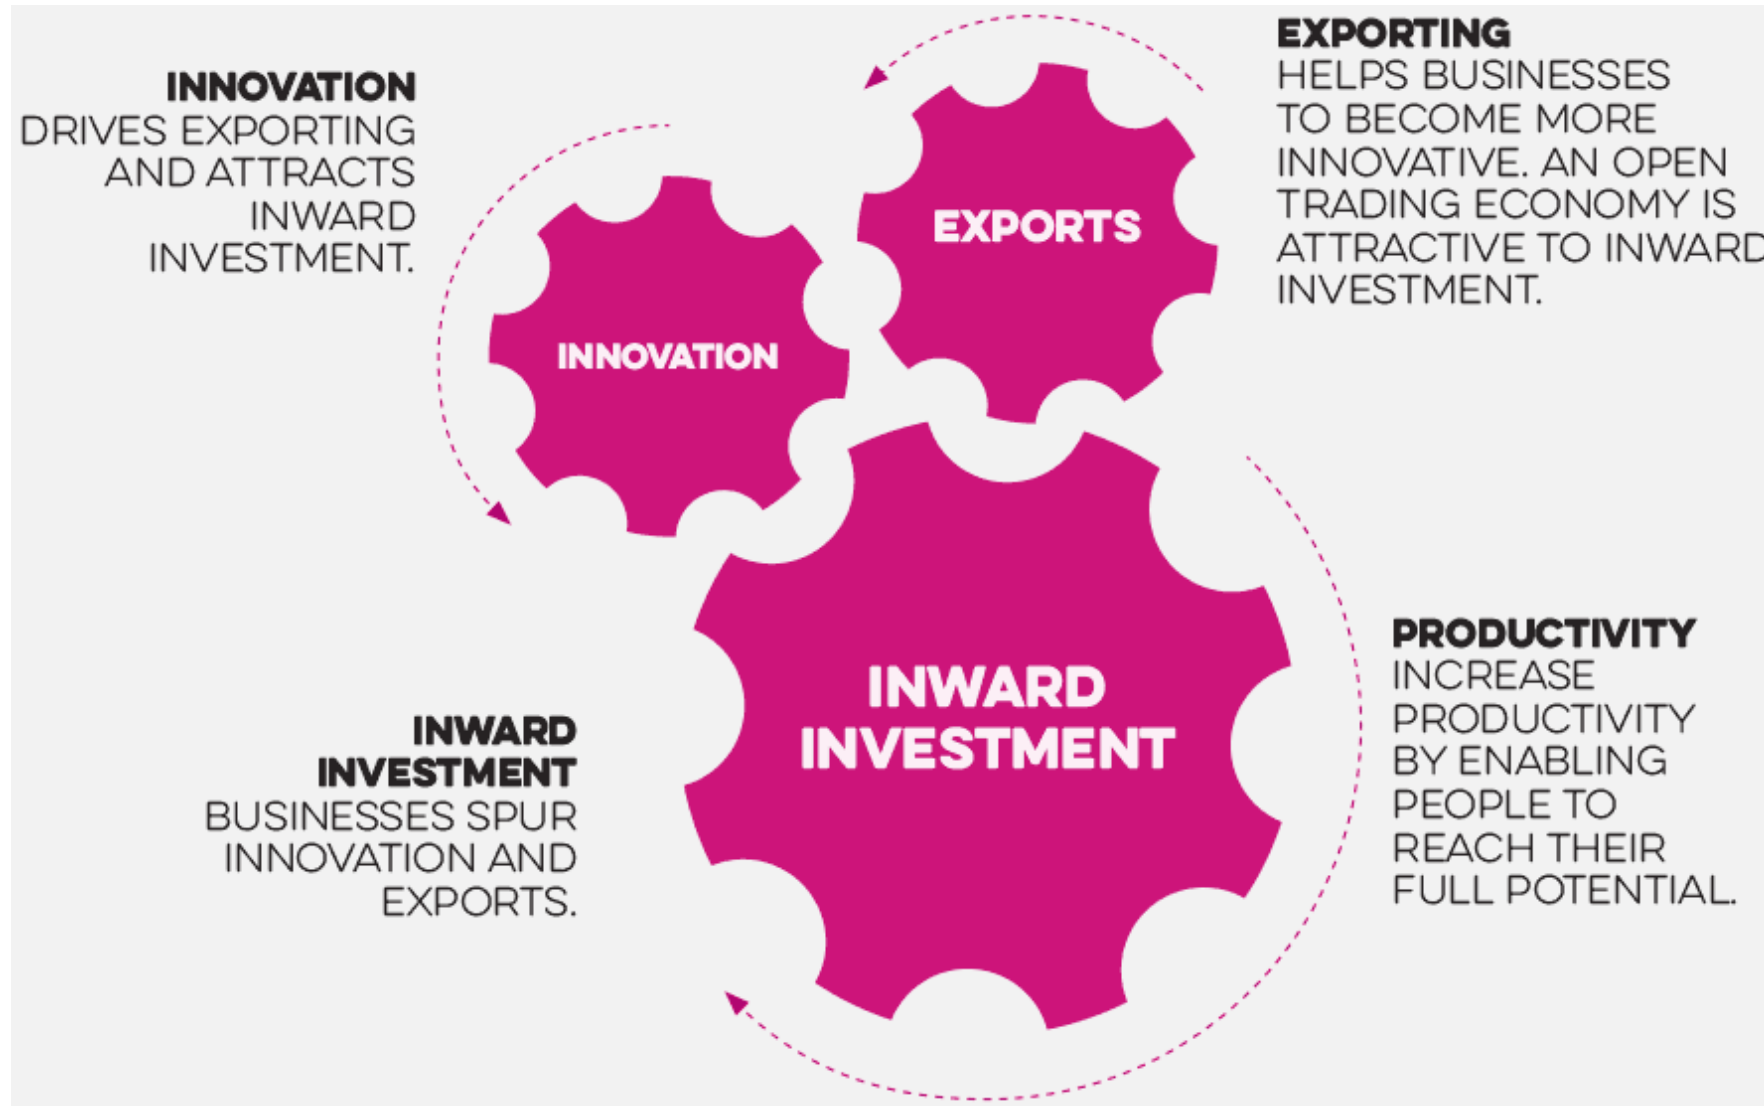 INNOVATION
DRIVES EXPORTING
AND ATTRACTS
INWARD
INVESTMENT.
EXPORTING
HELPS BUSINESSES
TO BECOME MORE
INNOVATIVE. AN OPEN
TRADING ECONOMY IS
ATTRACTIVE TO INWARD
INVESTMENT.
EXPORTS
INNOVATION
INWARD
INVESTMENT
INWARD
INVESTMENT
BUSINESSES SPUR
INNOVATION AND
EXPORTS.
PRODUCTIVITY
INCREASE
PRODUCTIVITY
BY ENABLING
PEOPLE TO
REACH THEIR
FULL POTENTIAL.